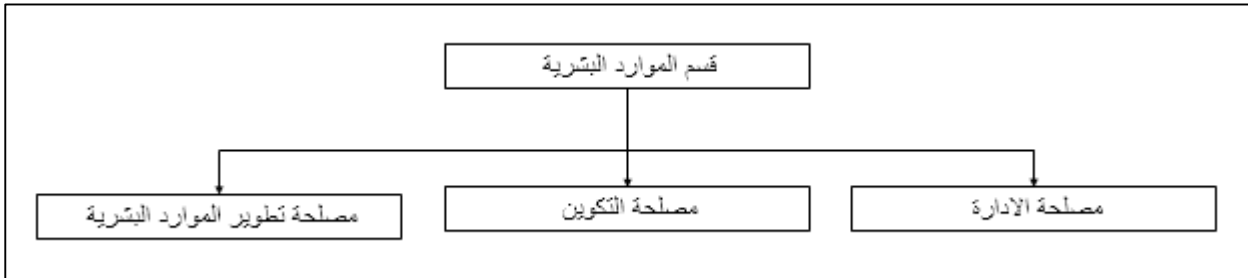 قسم الموارد البشرية
مصلحة الادارة
مصلحة التكوين
مصلحة تطوير الموارد البشرية